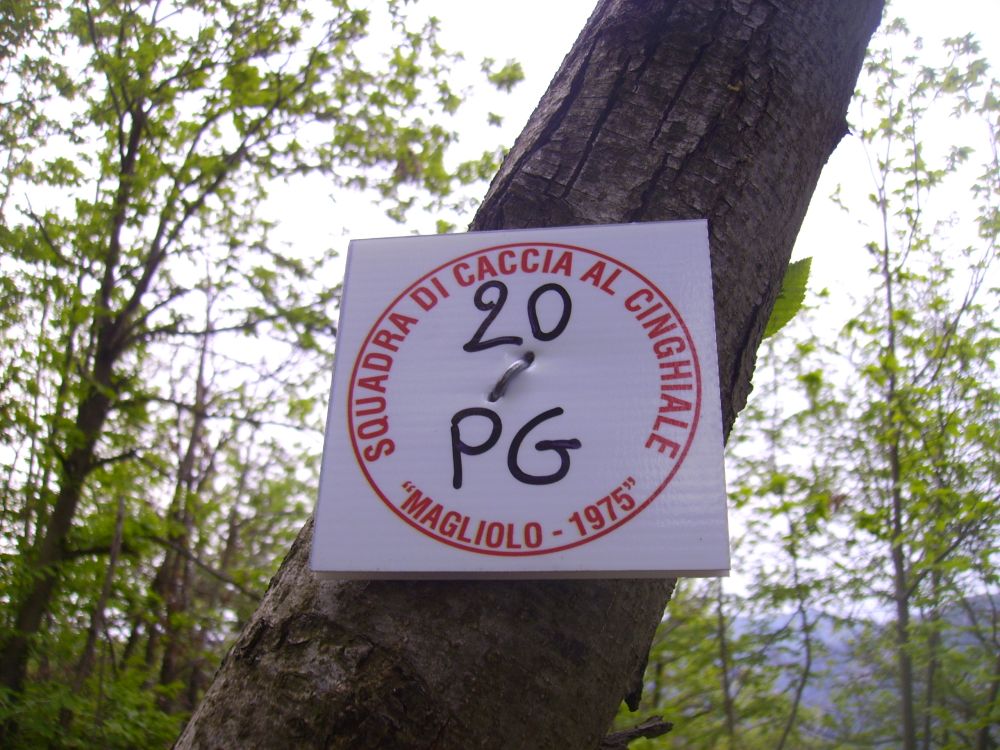 SQUADRA DI CACCIA AL CINGHIALE
20
PG
"MAGLIOLO - 1975"